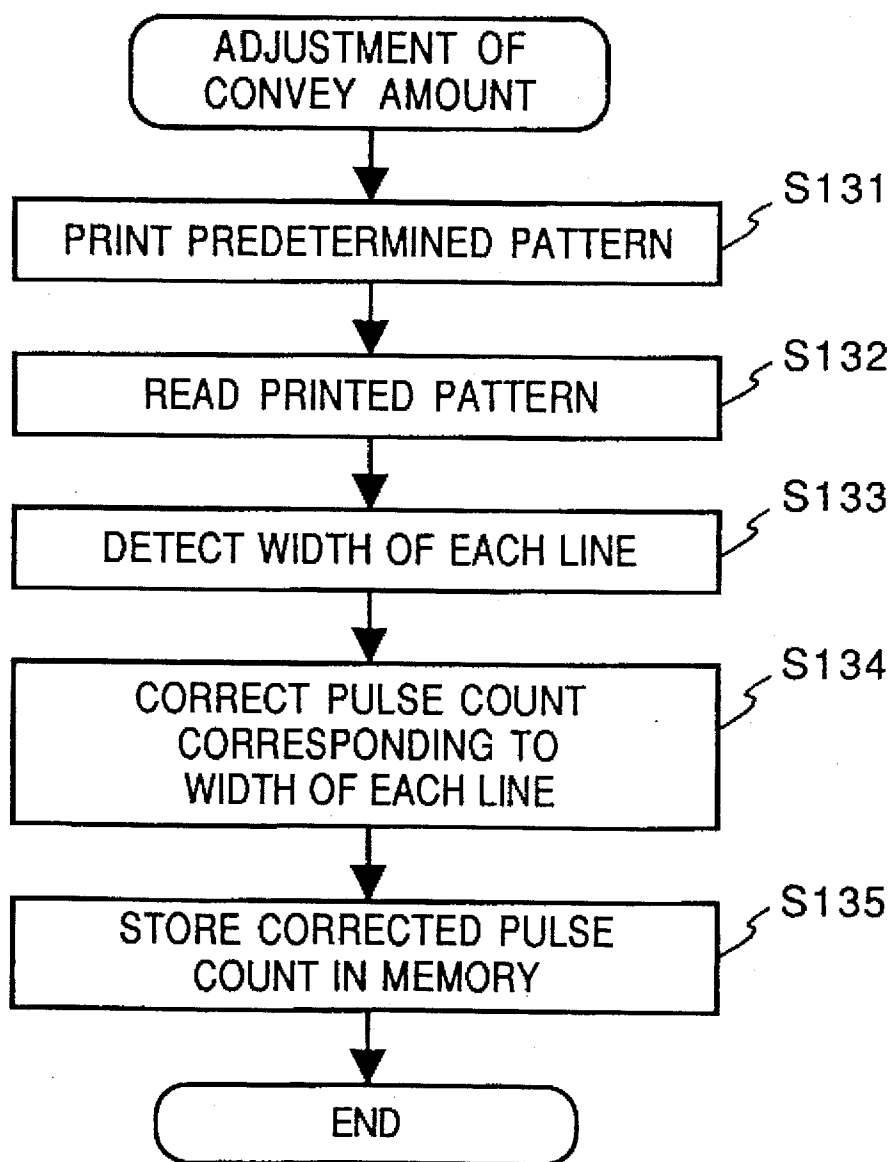 ADJUSTMENT OF
CONVEY AMOUNT
S131
PRINT PREDETERMINED PATTERN
S132
READ PRINTED PATTERN
S133
DETECT WIDTH OF EACH LINE
S134
CORRECT PULSE COUNT
CORRESPONDING TO
WIDTH OF EACH LINE
S135
STORE CORRECTED PULSE
COUNT IN MEMORY
END